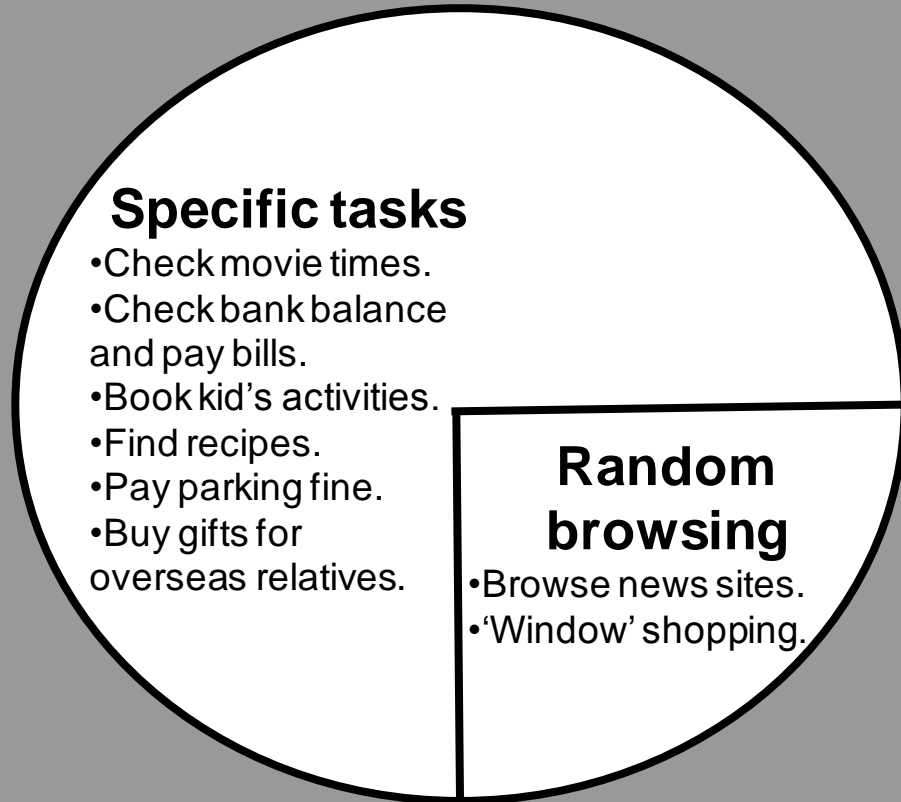 Specific tasks
•Check movie times.
•Check bank balance
and pay bills.
•Book kid’s activities.
•Find recipes.
•Pay parking fine.
•Buy gifts for
overseas relatives.
Random
browsing
•Browse news sites.
•‘Window’ shopping.